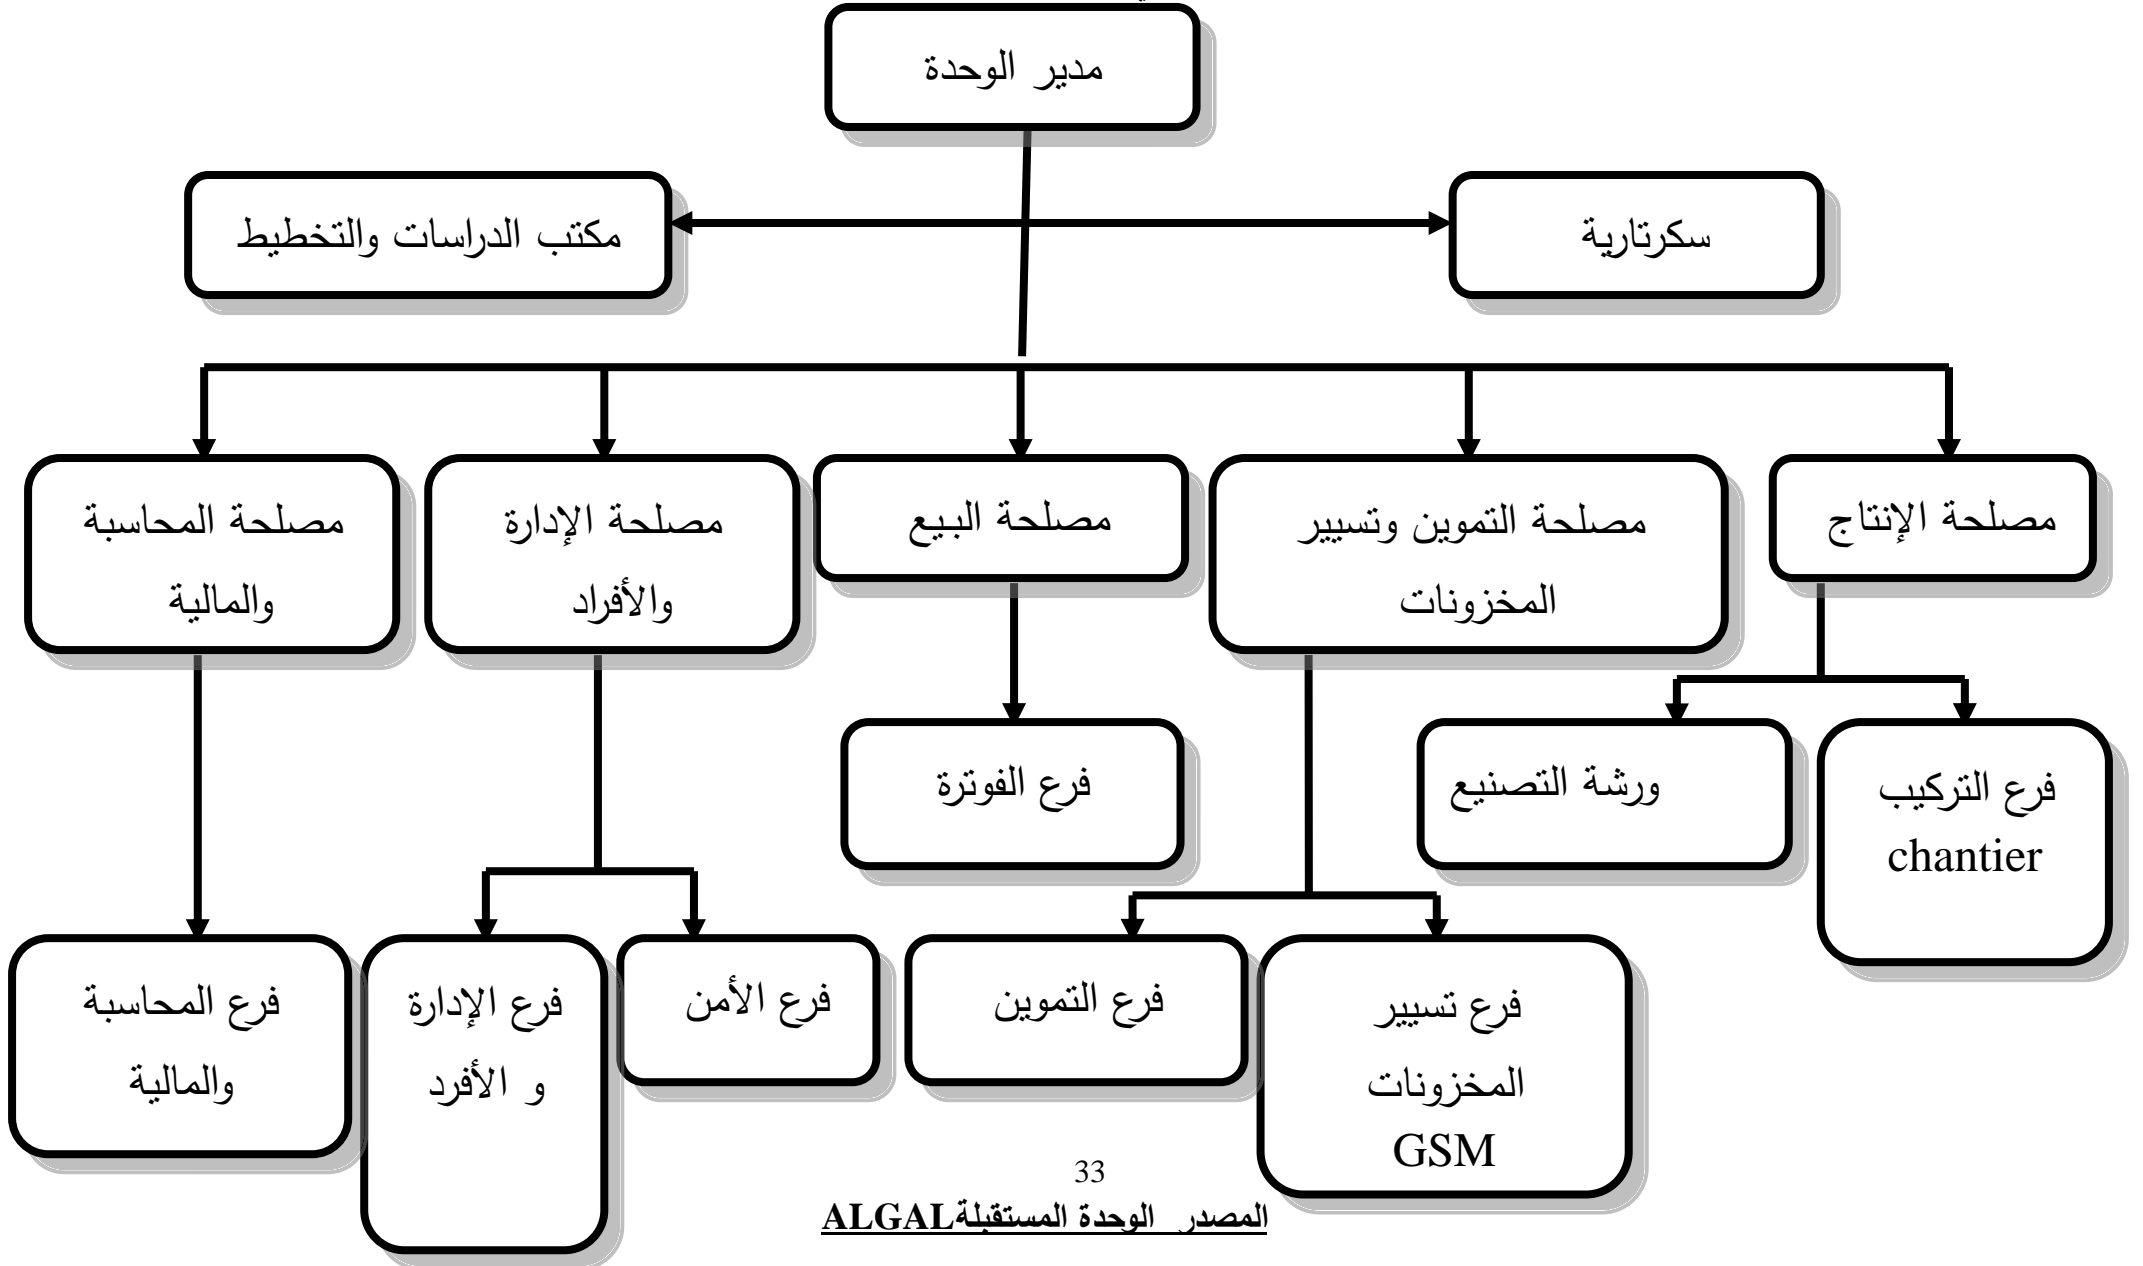 مدير الوحدة
سكرتارية
مكتب الدراسات والتخطيط
مصلحة الإنتاج
مصلحة التموين وتسيير
المخزونات
مصلحة البيع
مصلحة الإدارة
والأفراد
مصلحة المحاسبة
والمالية
فرع التركيب
chantier
ورشة التصنيع
فرع الفوترة
فرع تسيير
المخزونات
GSM
فرع التموين
فرع الأمن
فرع الإدارة
و الأفرد
فرع المحاسبة
والمالية
33
المصدر الوحدة المستقبلة ALGAL